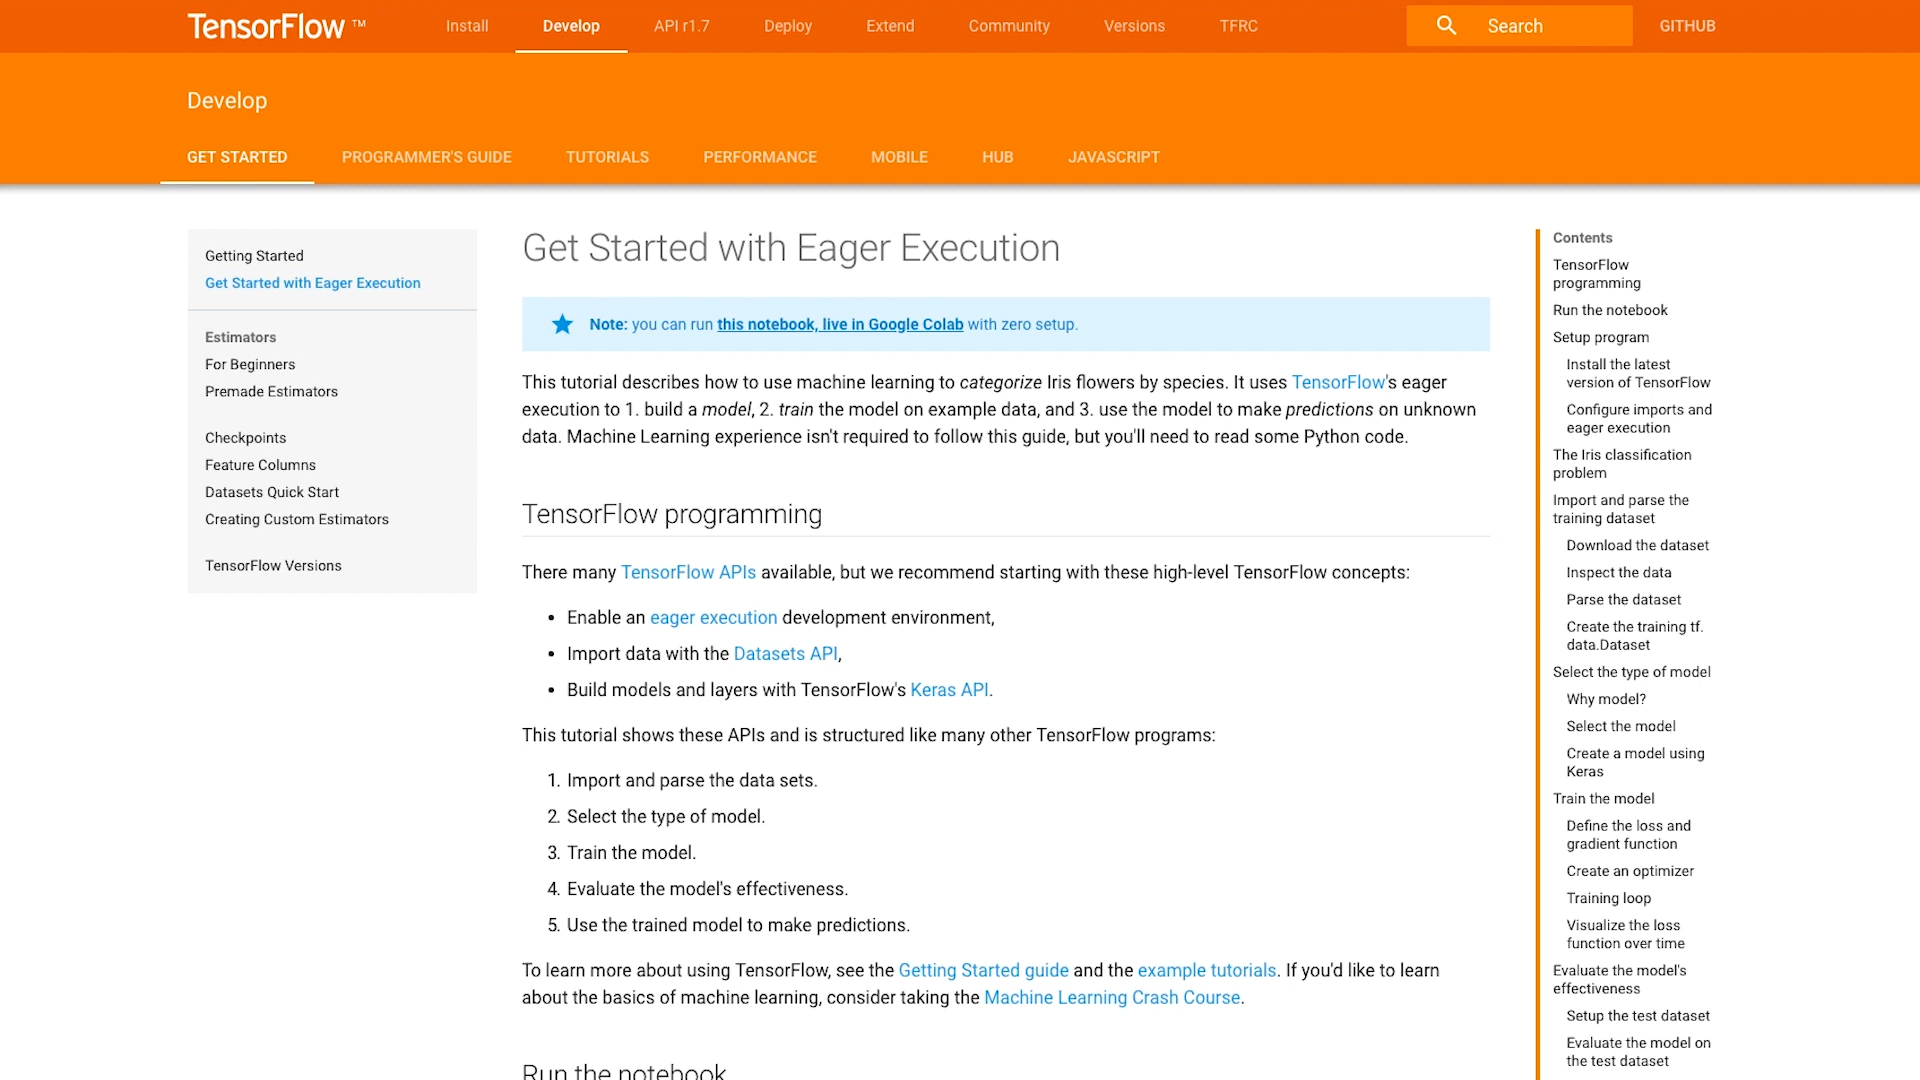 TensorFlow ™
Install
Develop
API r1.7
Deploy
Extend
Community
Versions
TFRC
Search
GITHUB
Develop
GET STARTED
PROGRAMMER'S GUIDE
TUTORIALS
PERFORMANCE
MOBILE
HUB
JAVASCRIPT
Getting Started
Get Started with Eager Execution
Estimators
For Beginners
Premade Estimators
Checkpoints
Feature Columns
Datasets Quick Start
Creating Custom Estimators
TensorFlow Versions
Get Started with Eager Execution
Note: you can run this notebook, live in Google Colab with zero setup.
This tutorial describes how to use machine learning to categorize Iris flowers by species. It uses TensorFlow's eager
execution to 1. build a model, 2. train the model on example data, and 3. use the model to make predictions on unknown
data. Machine Learning experience isn't required to follow this guide, but you'll need to read some Python code.
TensorFlow programming
There many TensorFlow APIs available, but we recommend starting with these high-level TensorFlow concepts:
• Enable an eager execution development environment,
• Import data with the Datasets API,
• Build models and layers with TensorFlow's Keras API.
This tutorial shows these APIs and is structured like many other TensorFlow programs:
1. Import and parse the data sets.
2. Select the type of model.
3. Train the model.
4. Evaluate the model's effectiveness.
5. Use the trained model to make predictions.
To learn more about using TensorFlow, see the Getting Started guide and the example tutorials. If you'd like to learn
about the basics of machine learning, consider taking the Machine Learning Crash Course.
Run the notebook
Contents
TensorFlow
programming
Run the notebook
Setup program
Install the latest
version of TensorFlow
Configure imports and
eager execution
The Iris classification
problem
Import and parse the
training dataset
Download the dataset
Inspect the data
Parse the dataset
Create the training tf.
data.Dataset
Select the type of model
Why model?
Select the model
Create a model using
Keras
Train the model
Define the loss and
gradient function
Create an optimizer
Training loop
Visualize the loss
function over time
Evaluate the model's
effectiveness
Setup the test dataset
Evaluate the model on
the test dataset